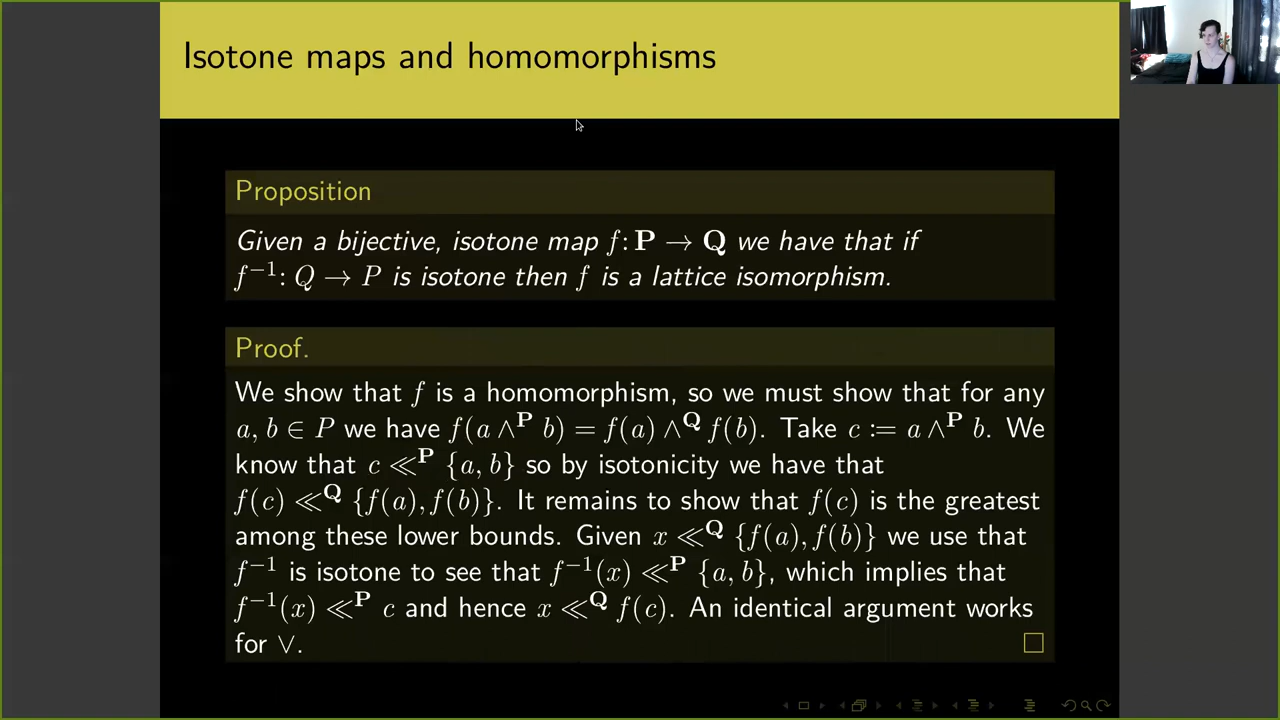 Isotone maps and homomorphisms
Proposition
Given a bijective, isotone map f: P → Q we have that if
f⁻¹: Q → P is isotone then f is a lattice isomorphism.
Proof.
We show that f is a homomorphism, so we must show that for any
a, b ∈ P we have f(a ∧ᴾ b) = f(a) ∧^Q f(b). Take c := a ∧ᴾ b. We
know that c ≪ᴾ {a, b} so by isotonicity we have that
f(c) ≪^Q {f(a), f(b)}. It remains to show that f(c) is the greatest
among these lower bounds. Given x ≪^Q {f(a), f(b)} we use that
f⁻¹ is isotone to see that f⁻¹(x) ≪ᴾ {a, b}, which implies that
f⁻¹(x) ≪ᴾ c and hence x ≪^Q f(c). An identical argument works
for ∨. □